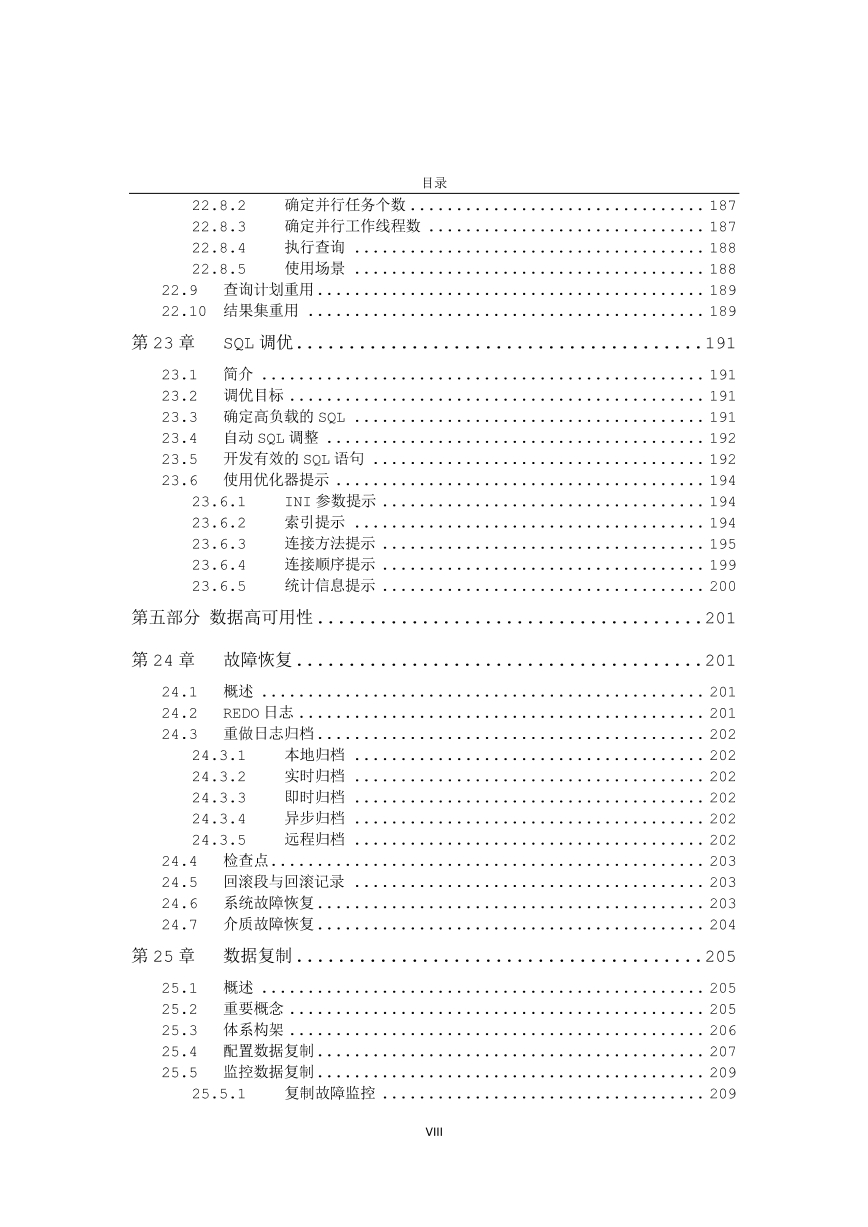 目录
22.8.2 确定并行任务个数................................187
22.8.3 确定并行工作线程数..............................187
22.8.4 执行查询......................................188
22.8.5 使用场景......................................188
22.9 查询计划重用..........................................189
22.10 结果集重用...........................................189
第23章 SQL 调优.......................................191
23.1 简介................................................191
23.2 调优目标.............................................191
23.3 确定高负载的 SQL......................................191
23.4 自动 SQL 调整.........................................192
23.5 开发有效的 SQL 语句....................................192
23.6 使用优化器提示........................................194
23.6.1 INI 参数提示...................................194
23.6.2 索引提示......................................194
23.6.3 连接方法提示...................................195
23.6.4 连接顺序提示...................................199
23.6.5 统计信息提示...................................200
第五部分 数据高可用性.....................................201
第24章 故障恢复.......................................201
24.1 概述................................................201
24.2 REDO 日志............................................201
24.3 重做日志归档..........................................202
24.3.1 本地归档......................................202
24.3.2 实时归档......................................202
24.3.3 即时归档......................................202
24.3.4 异步归档......................................202
24.3.5 远程归档......................................202
24.4 检查点...............................................203
24.5 回滚段与回滚记录......................................203
24.6 系统故障恢复..........................................203
24.7 介质故障恢复..........................................204
第25章 数据复制.......................................205
25.1 概述................................................205
25.2 重要概念.............................................205
25.3 体系构架.............................................206
25.4 配置数据复制..........................................207
25.5 监控数据复制..........................................209
25.5.1 复制故障监控...................................209
VIII